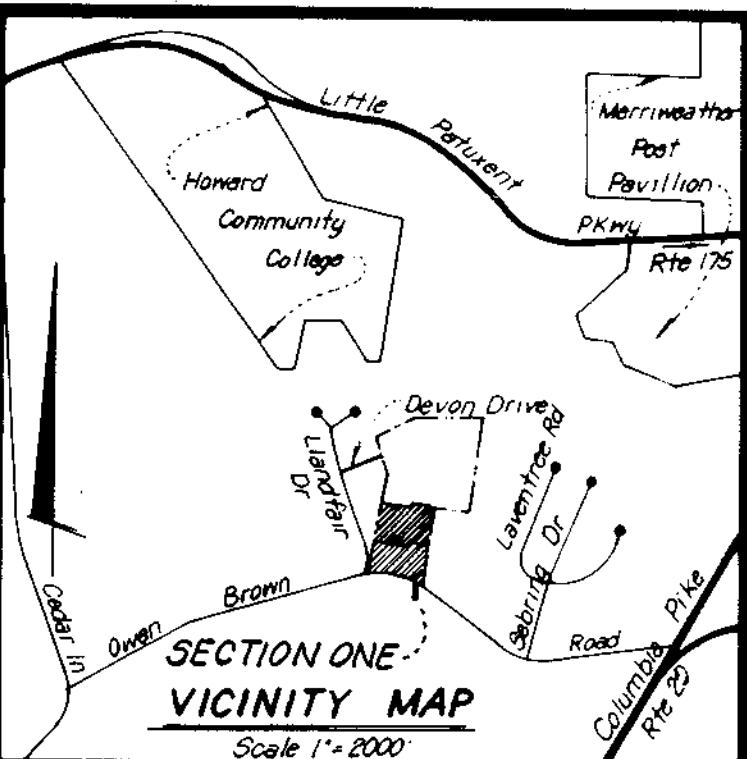 Little Patuxent PKwy
Merriweather
Post
Pavillion
Howard
Community
College
Rte 175
Devon Drive
Llandfair
Dr
Laventree Rd
Sebring Dr
Cedar ln
Owen Brown Road
Columbia Pike
Rte 29
SECTION ONE
VICINITY MAP
Scale 1"= 2000'